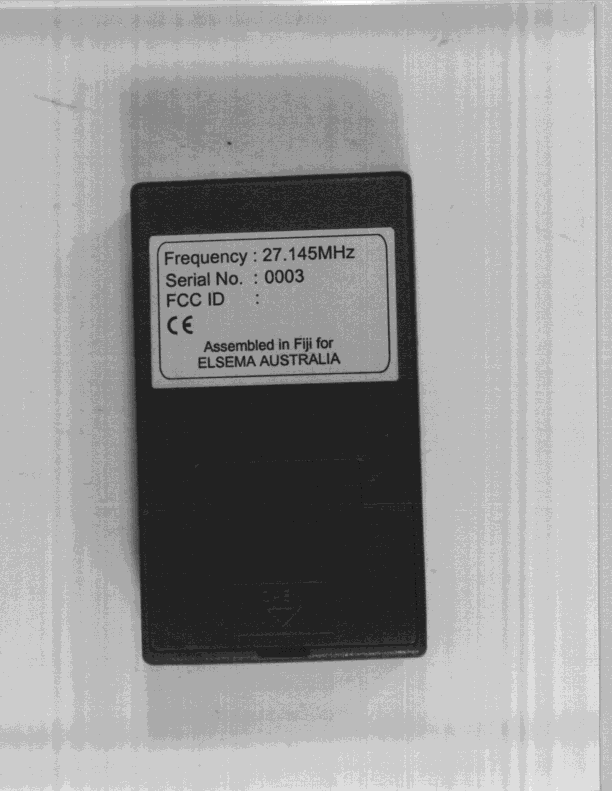 Frequency : 27.145MHz
Serial No. : 0003
FCC ID :
CE
Assembled in Fiji for
ELSEMA AUSTRALIA